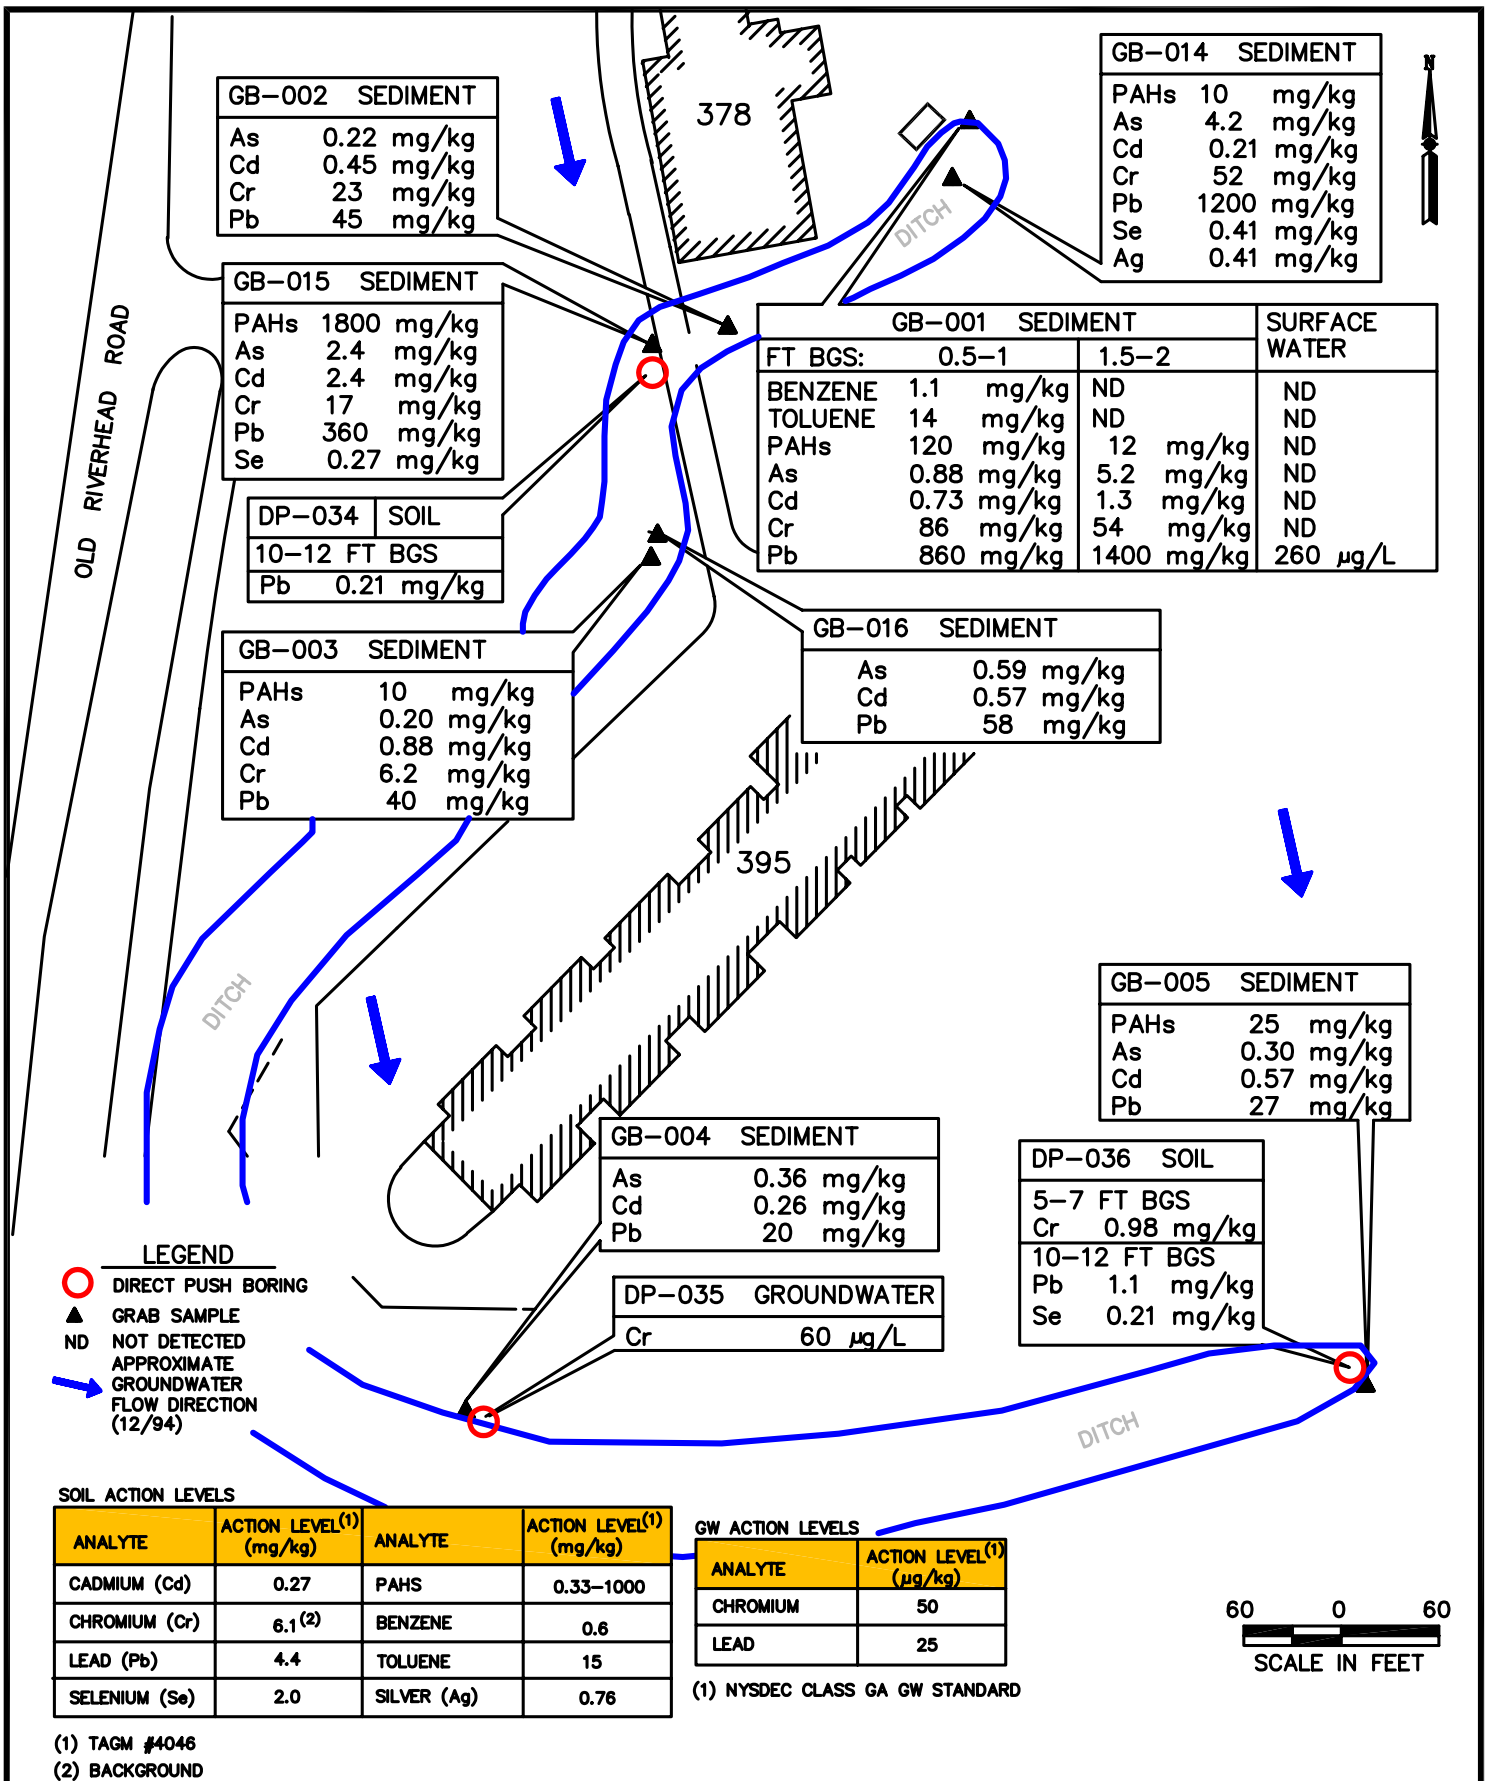 GB-002 SEDIMENT
As 0.22 mg/kg
Cd 0.45 mg/kg
Cr 23 mg/kg
Pb 45 mg/kg
378
GB-014 SEDIMENT
PAHs 10 mg/kg
As 4.2 mg/kg
Cd 0.21 mg/kg
Cr 52 mg/kg
Pb 1200 mg/kg
Se 0.41 mg/kg
Ag 0.41 mg/kg
N
DITCH
GB-015 SEDIMENT
PAHs 1800 mg/kg
As 2.4 mg/kg
Cd 2.4 mg/kg
Cr 17 mg/kg
Pb 360 mg/kg
Se 0.27 mg/kg
OLD RIVERHEAD ROAD
GB-001 SEDIMENT SURFACE WATER
FT BGS: 0.5-1 1.5-2
BENZENE 1.1 mg/kg ND ND
TOLUENE 14 mg/kg ND ND
PAHs 120 mg/kg 12 mg/kg ND
As 0.88 mg/kg 5.2 mg/kg ND
Cd 0.73 mg/kg 1.3 mg/kg ND
Cr 86 mg/kg 54 mg/kg ND
Pb 860 mg/kg 1400 mg/kg 260 µg/L
DP-034 SOIL
10-12 FT BGS
Pb 0.21 mg/kg
GB-003 SEDIMENT
PAHs 10 mg/kg
As 0.20 mg/kg
Cd 0.88 mg/kg
Cr 6.2 mg/kg
Pb 40 mg/kg
GB-016 SEDIMENT
As 0.59 mg/kg
Cd 0.57 mg/kg
Pb 58 mg/kg
395
DITCH
GB-005 SEDIMENT
PAHs 25 mg/kg
As 0.30 mg/kg
Cd 0.57 mg/kg
Pb 27 mg/kg
GB-004 SEDIMENT
As 0.36 mg/kg
Cd 0.26 mg/kg
Pb 20 mg/kg
DP-036 SOIL
5-7 FT BGS
Cr 0.98 mg/kg
10-12 FT BGS
Pb 1.1 mg/kg
Se 0.21 mg/kg
DP-035 GROUNDWATER
Cr 60 µg/L
DITCH
LEGEND
DIRECT PUSH BORING
GRAB SAMPLE
ND NOT DETECTED
APPROXIMATE
GROUNDWATER
FLOW DIRECTION
(12/94)
SOIL ACTION LEVELS
ANALYTE ACTION LEVEL(1) (mg/kg) ANALYTE ACTION LEVEL(1) (mg/kg)
CADMIUM (Cd) 0.27 PAHS 0.33-1000
CHROMIUM (Cr) 6.1(2) BENZENE 0.6
LEAD (Pb) 4.4 TOLUENE 15
SELENIUM (Se) 2.0 SILVER (Ag) 0.76
(1) TAGM #4046
(2) BACKGROUND
GW ACTION LEVELS
ANALYTE ACTION LEVEL(1) (µg/kg)
CHROMIUM 50
LEAD 25
(1) NYSDEC CLASS GA GW STANDARD
60 0 60
SCALE IN FEET